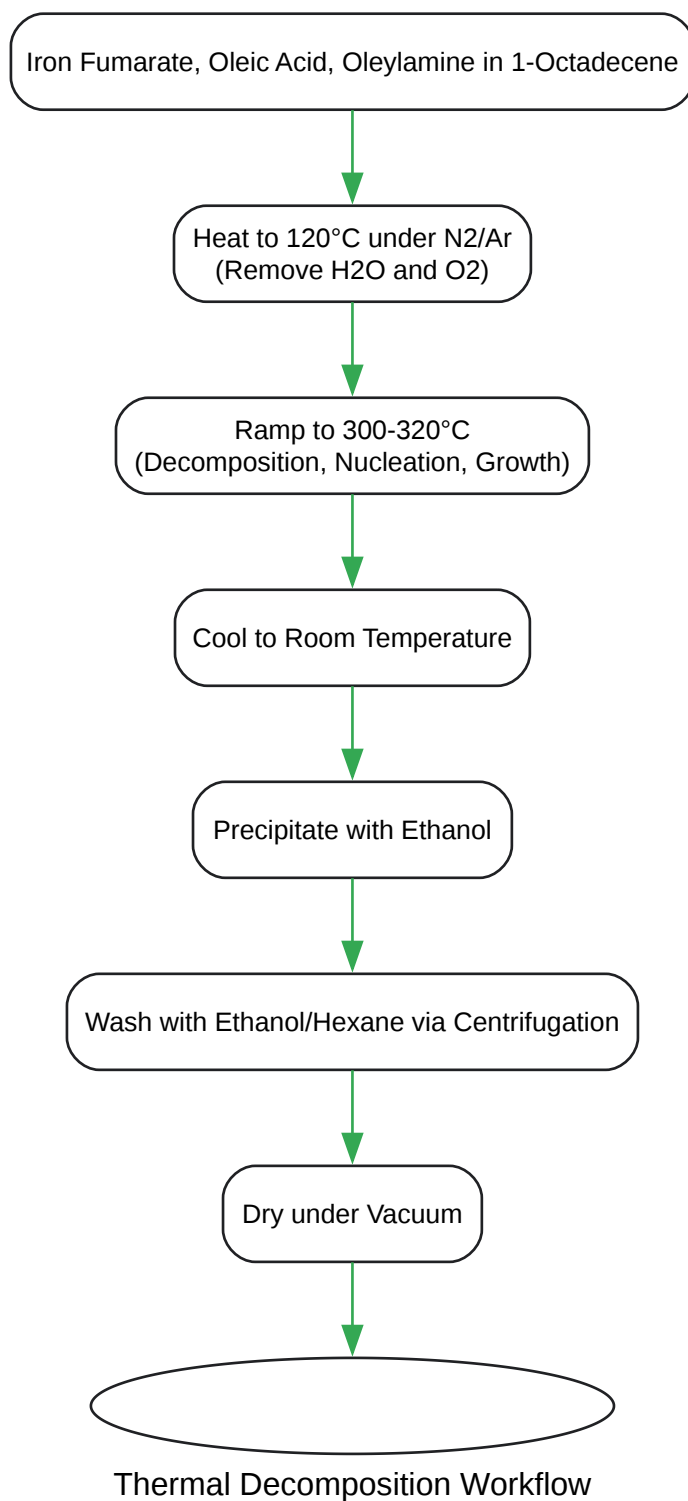 Iron Fumarate, Oleic Acid, Oleylamine in 1-Octadecene
Heat to 120°C under N2/Ar
(Remove H2O and O2)
Ramp to 300-320°C
(Decomposition, Nucleation, Growth)
Cool to Room Temperature
Precipitate with Ethanol
Wash with Ethanol/Hexane via Centrifugation
Dry under Vacuum
Thermal Decomposition Workflow